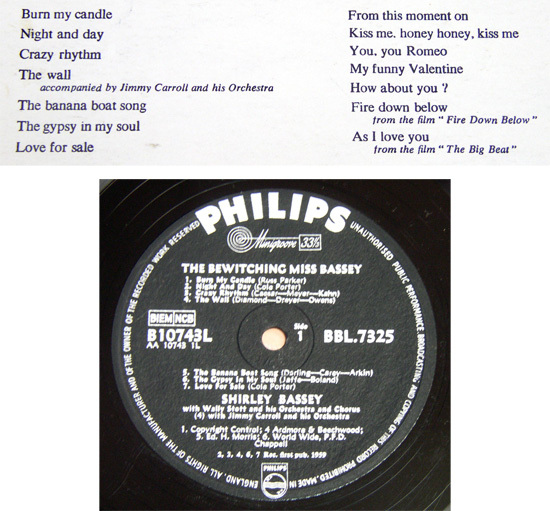 Burn my candle
Night and day
Crazy rhythm
The wall
accompanied by Jimmy Carroll and his Orchestra
The banana boat song
The gypsy in my soul
Love for sale
From this moment on
Kiss me, honey honey, kiss me
You, you Romeo
My funny Valentine
How about you ?
Fire down below
from the film "Fire Down Below"
As I love you
from the film "The Big Beat"
PHILIPS
Minigroove 33⅓
THE BEWITCHING MISS BASSEY
1. Burn My Candle (Ross Parker)
2. Night And Day (Cole Porter)
3. Crazy Rhythm (Caesar—Meyer—Kahn)
4. The Wall (Diamond—Dreyer—Owens)
BIEM NCB
B10743L
AA 10743 1L
Side
1
BBL.7325
5. The Banana Boat Song (Darling—Carey—Arkin)
6. The Gypsy In My Soul (Jaffe—Boland)
7. Love For Sale (Cole Porter)
SHIRLEY BASSEY
with Wally Stott and his Orchestra and Chorus
(4) with Jimmy Carroll and his Orchestra
1. Copyright Control; 4 Ardmore & Beechwood;
5. Ed. H. Morris; 6. World Wide, P.F.D.
Chappell
2, 3, 4, 6, 7 Rec. first pub. 1959
PHILIPS
ALL RIGHTS OF THE MANUFACTURER AND OF THE OWNER OF THE RECORDED WORK RESERVED
UNAUTHORISED PUBLIC PERFORMANCE, BROADCASTING AND COPYING OF THIS RECORD PROHIBITED, MADE IN ENGLAND.